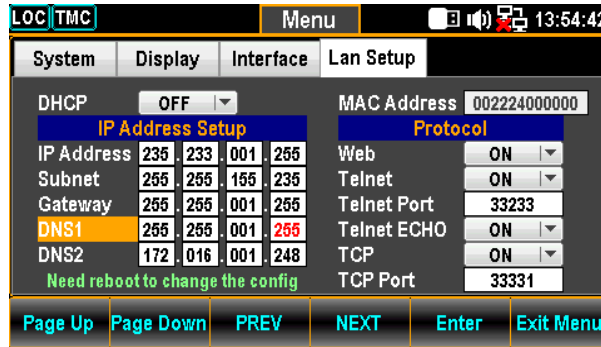 LOC TMC Menu 13:54:42
System Display Interface Lan Setup
DHCP OFF MAC Address 002224000000
IP Address Setup Protocol
IP Address 235 . 233 . 001 . 255 Web ON
Subnet 255 . 255 . 155 . 235 Telnet ON
Gateway 255 . 255 . 001 . 255 Telnet Port 33233
DNS1 255 . 255 . 001 . 255 Telnet ECHO ON
DNS2 172 . 016 . 001 . 248 TCP ON
Need reboot to change the config TCP Port 33331
Page Up Page Down PREV NEXT Enter Exit Menu